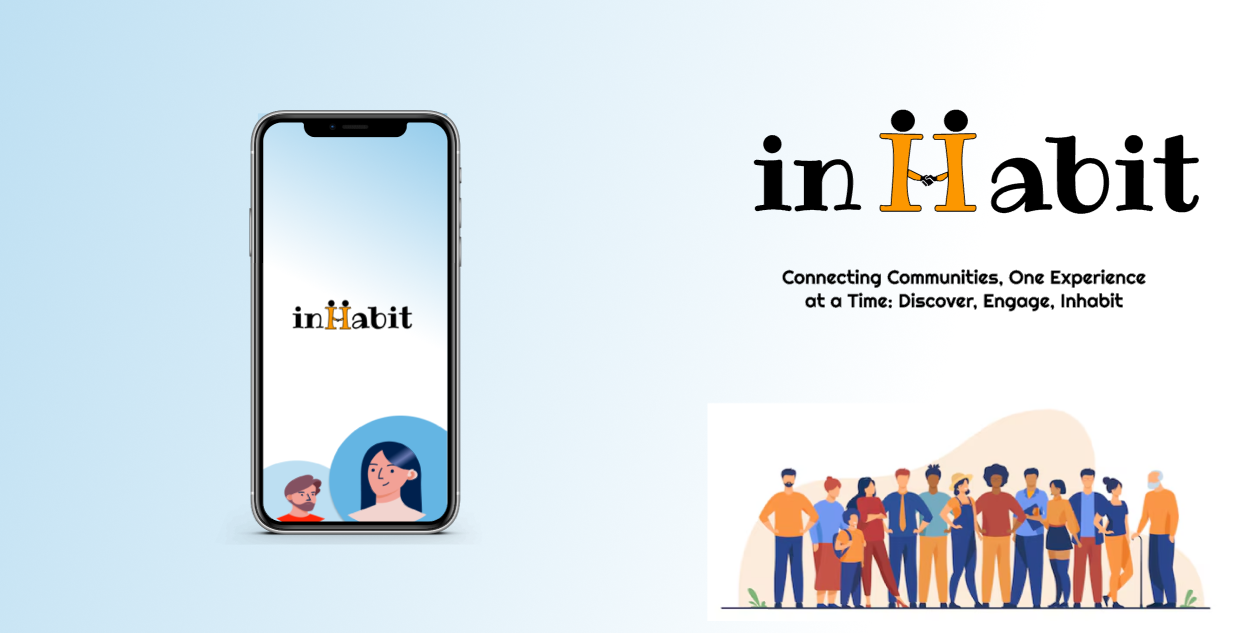 inHabit
inHabit
Connecting Communities, One Experience
at a Time: Discover, Engage, Inhabit